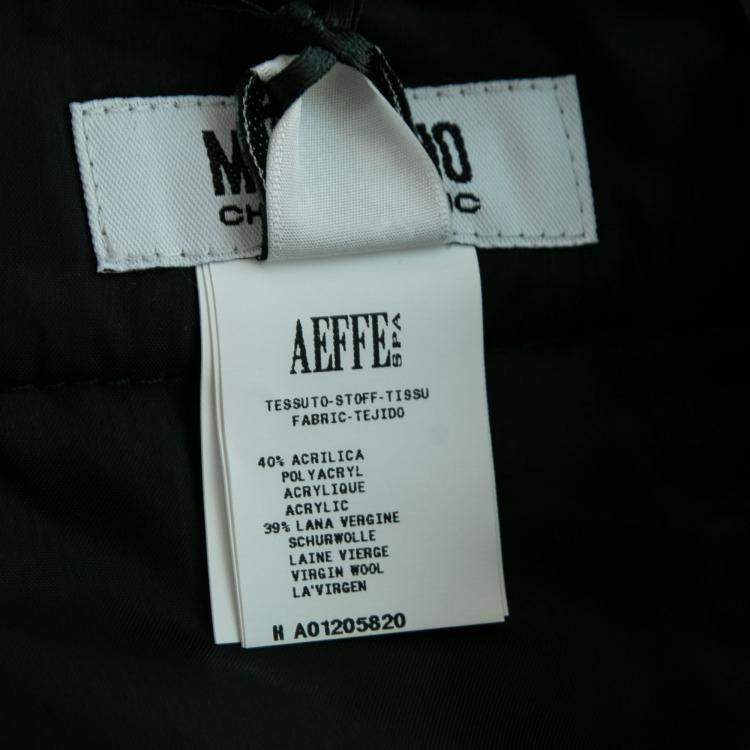 AEFFE SPA
TESSUTO-STOFF-TISSU
FABRIC-TEJIDO
40% ACRILICA
POLYACRYL
ACRYLIQUE
ACRYLIC
39% LANA VERGINE
SCHURWOLLE
LAINE VIERGE
VIRGIN WOOL
LA'VIRGEN
H A01205820